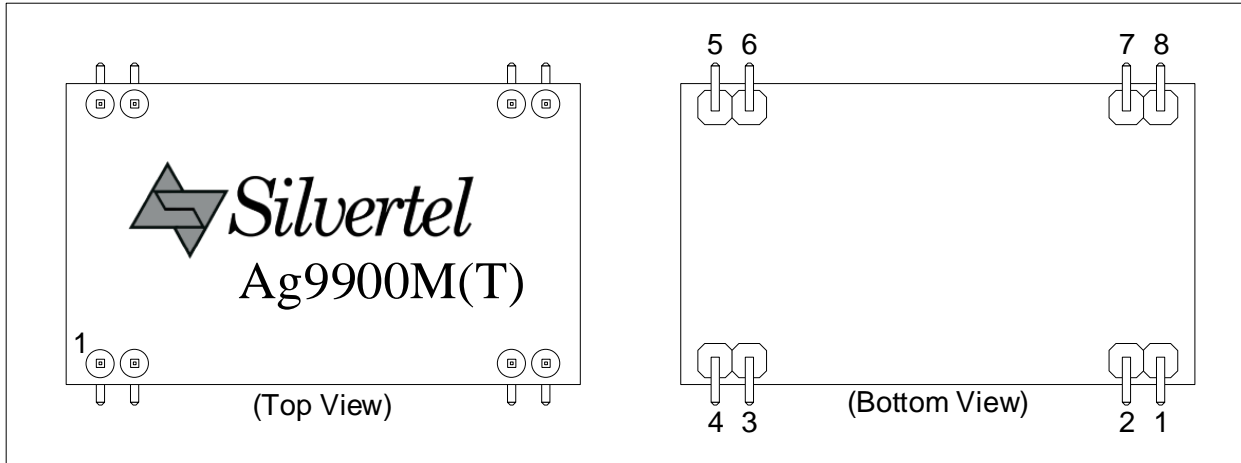 Silvertel
Ag9900M(T)
1
(Top View)
5 6 7 8
4 3 2 1
(Bottom View)